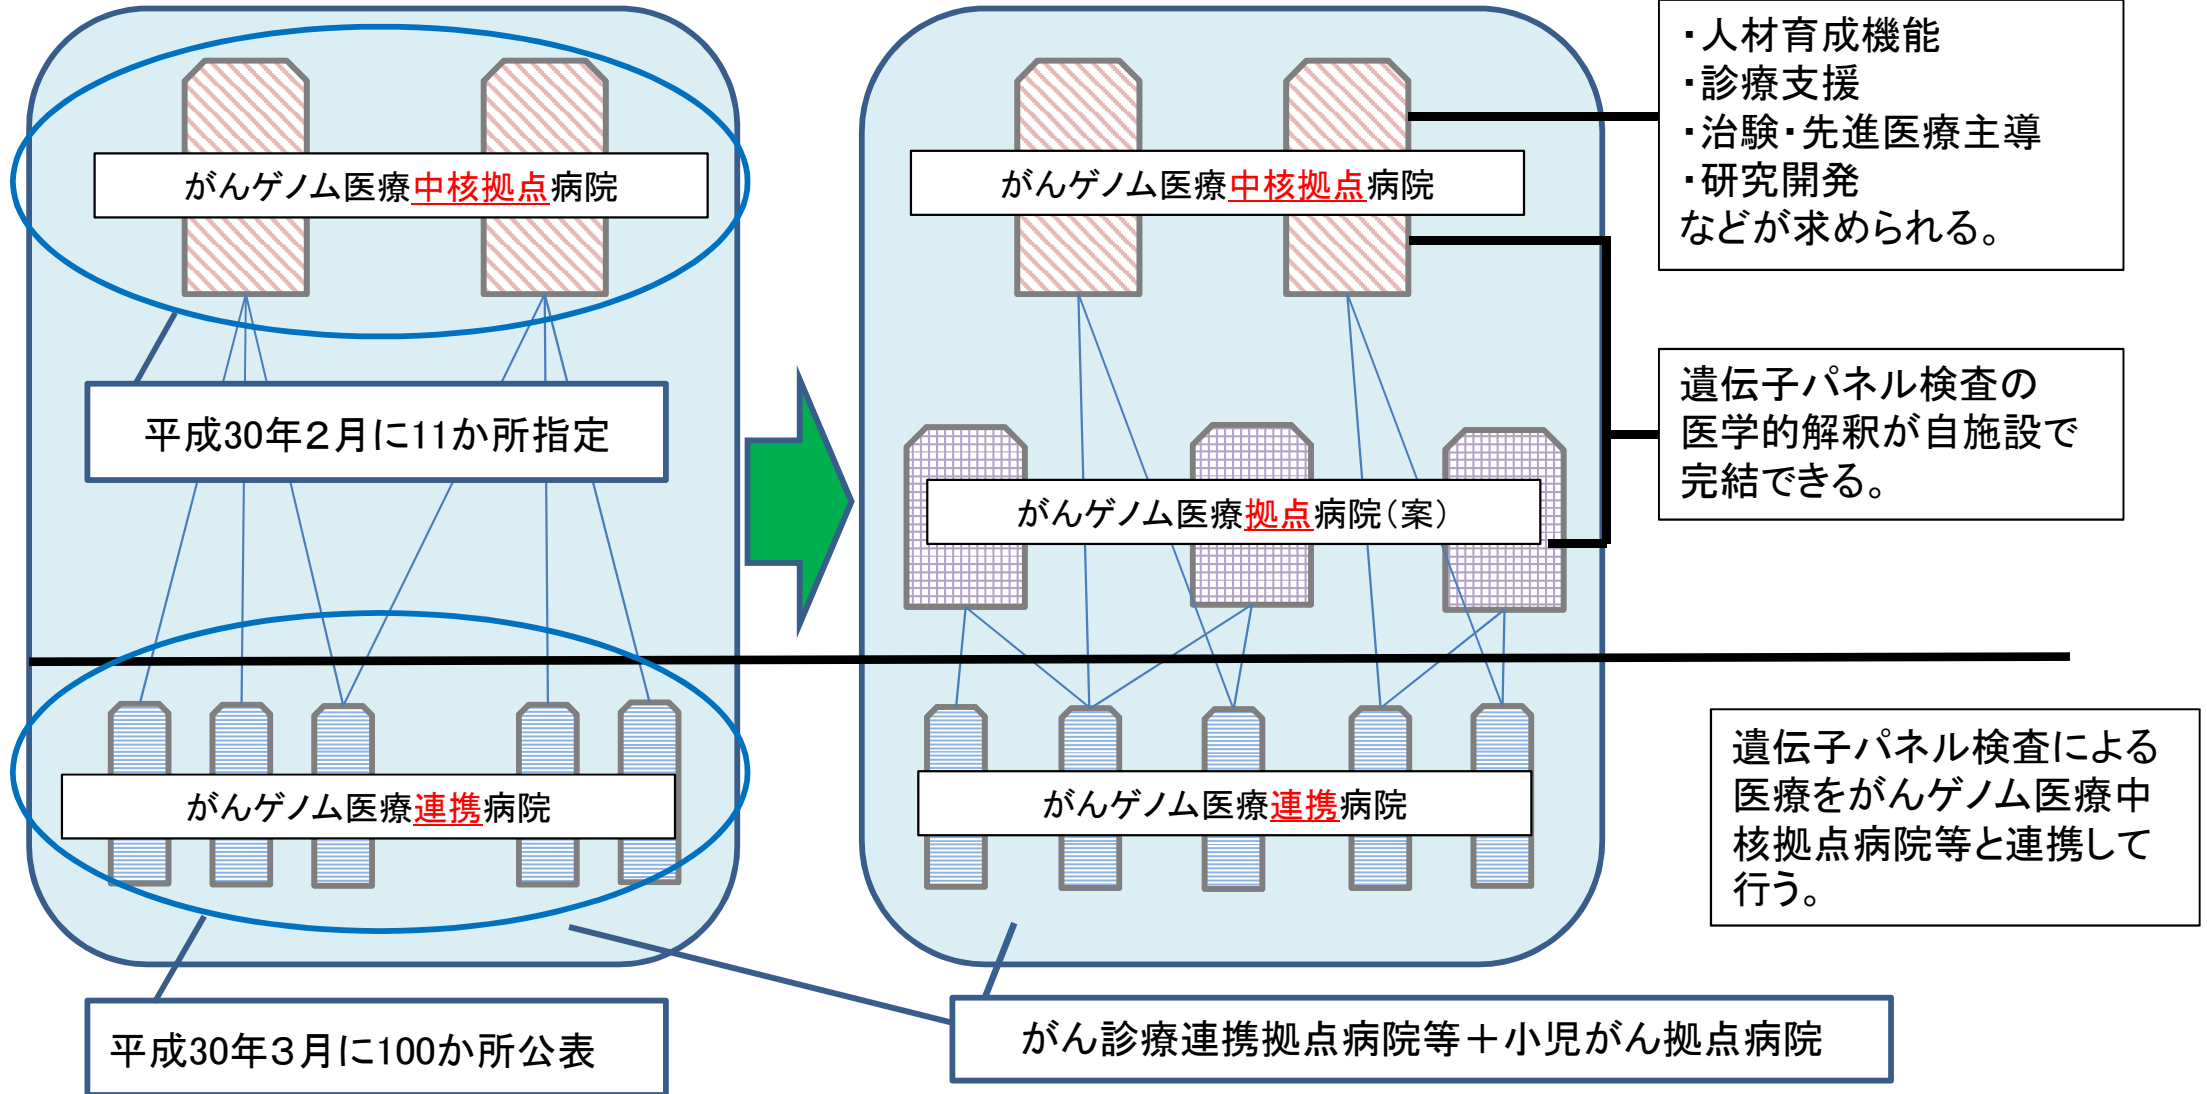 がんゲノム医療中核拠点病院
平成30年２月に11か所指定
がんゲノム医療連携病院
平成30年３月に100か所公表
がんゲノム医療中核拠点病院
がんゲノム医療拠点病院（案）
がんゲノム医療連携病院
がん診療連携拠点病院等＋小児がん拠点病院
・人材育成機能
・診療支援
・治験・先進医療主導
・研究開発
などが求められる。
遺伝子パネル検査の
医学的解釈が自施設で
完結できる。
遺伝子パネル検査による
医療をがんゲノム医療中
核拠点病院等と連携して
行う。